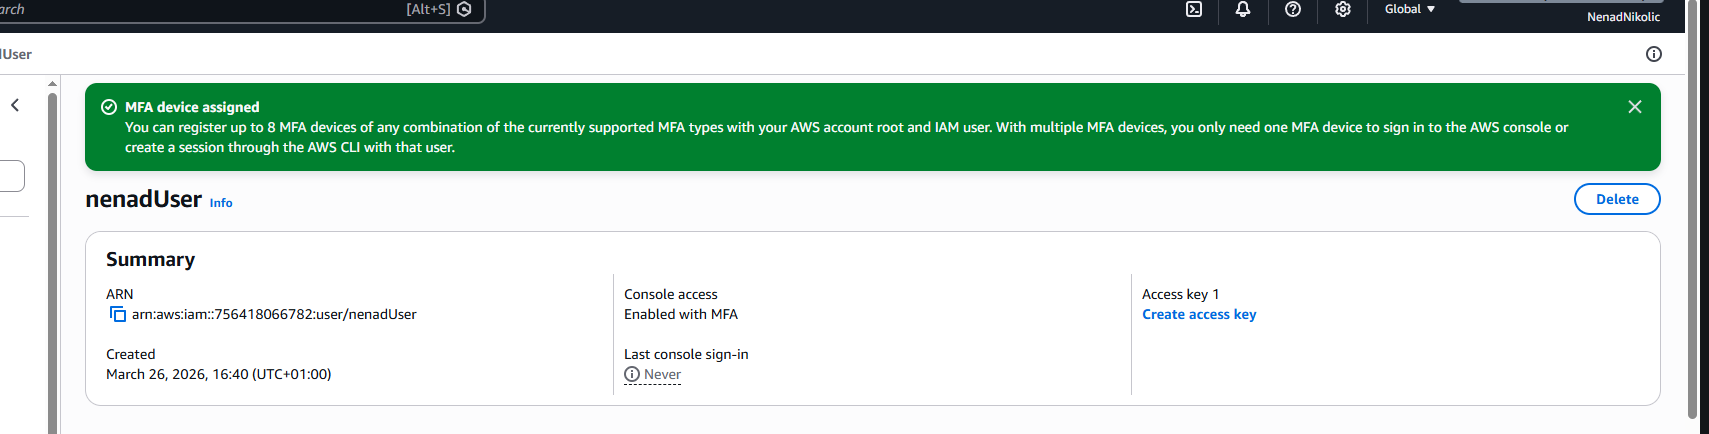 arch
[Alt+S]
Global
NenadNikolic
User
MFA device assigned
You can register up to 8 MFA devices of any combination of the currently supported MFA types with your AWS account root and IAM user. With multiple MFA devices, you only need one MFA device to sign in to the AWS console or
create a session through the AWS CLI with that user.
nenadUser Info
Delete
Summary
ARN
arn:aws:iam::756418066782:user/nenadUser
Created
March 26, 2026, 16:40 (UTC+01:00)
Console access
Enabled with MFA
Last console sign-in
Never
Access key 1
Create access key